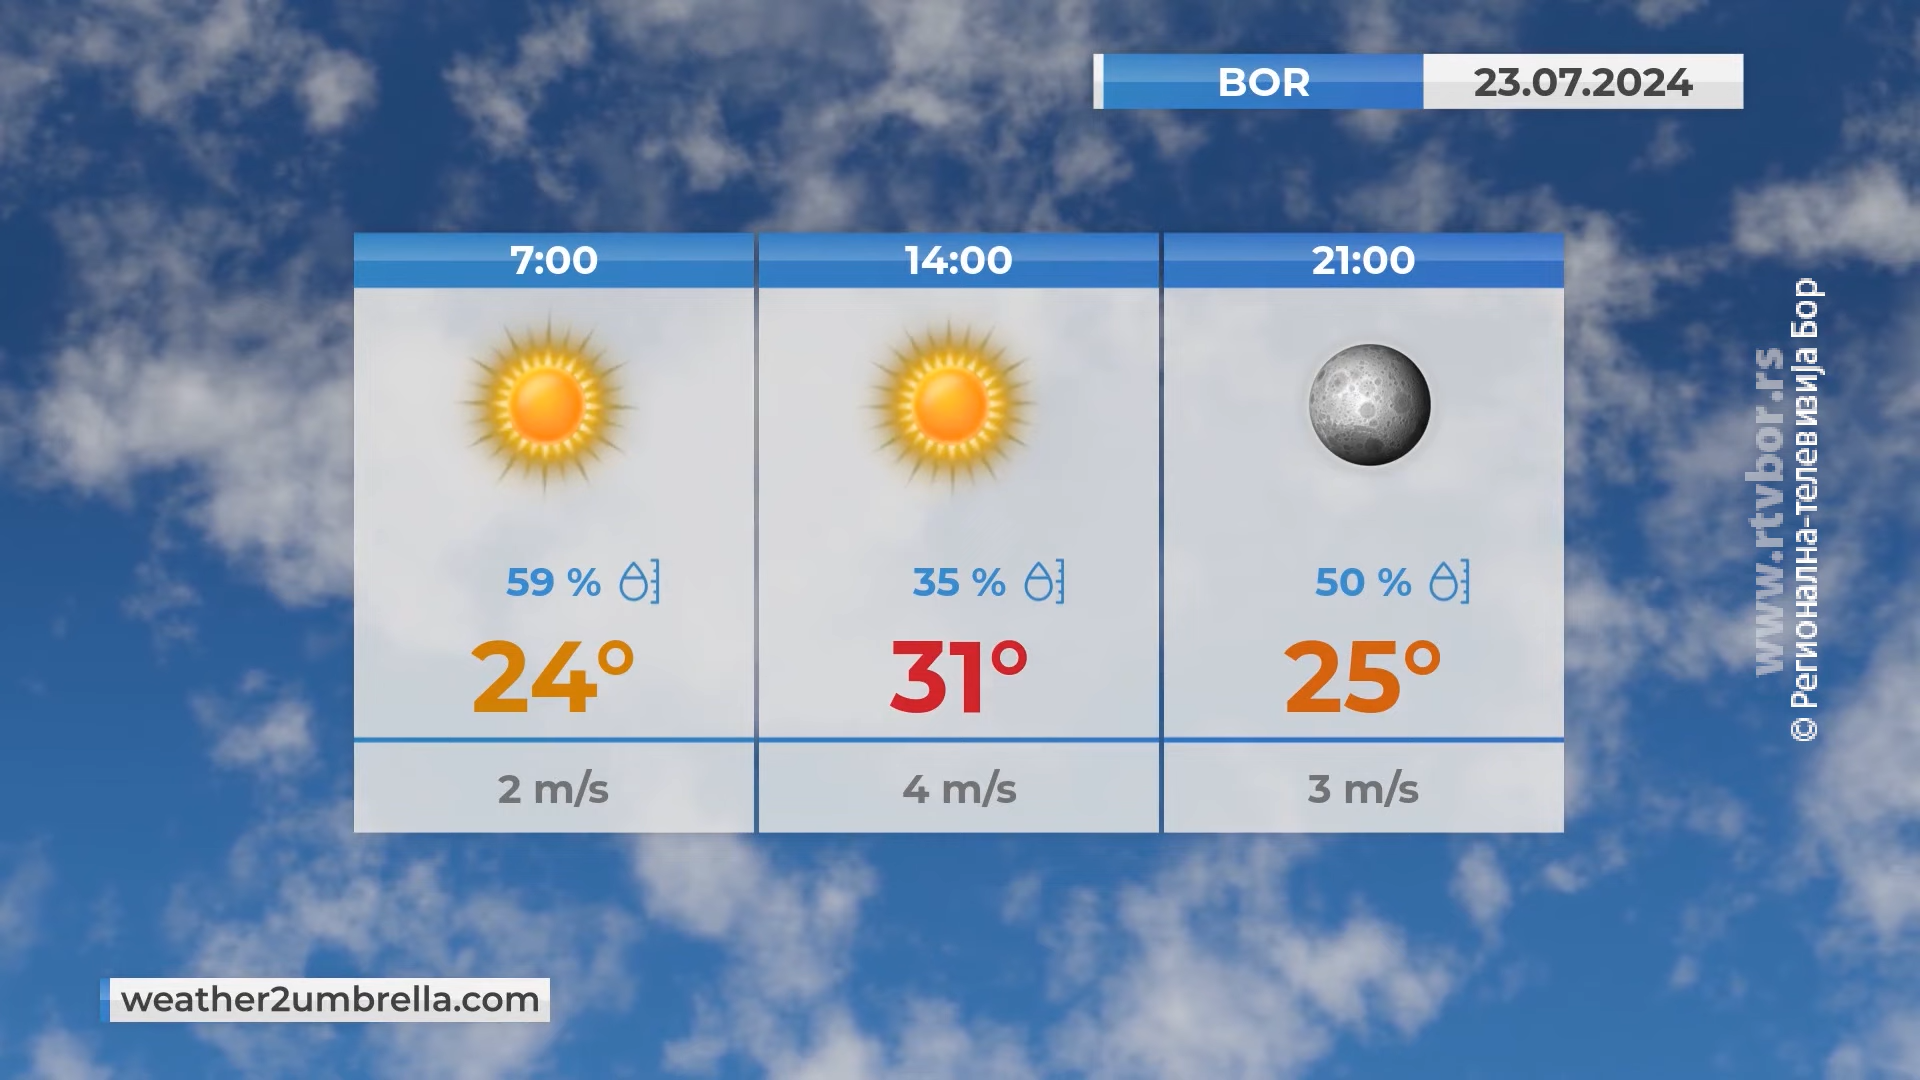 BOR 23.07.2024
7:00 14:00 21:00
59 % 35 % 50 %
24° 31° 25°
2 m/s 4 m/s 3 m/s
www.rtvbor.rs
© Регионална-телевизија Бор
weather2umbrella.com